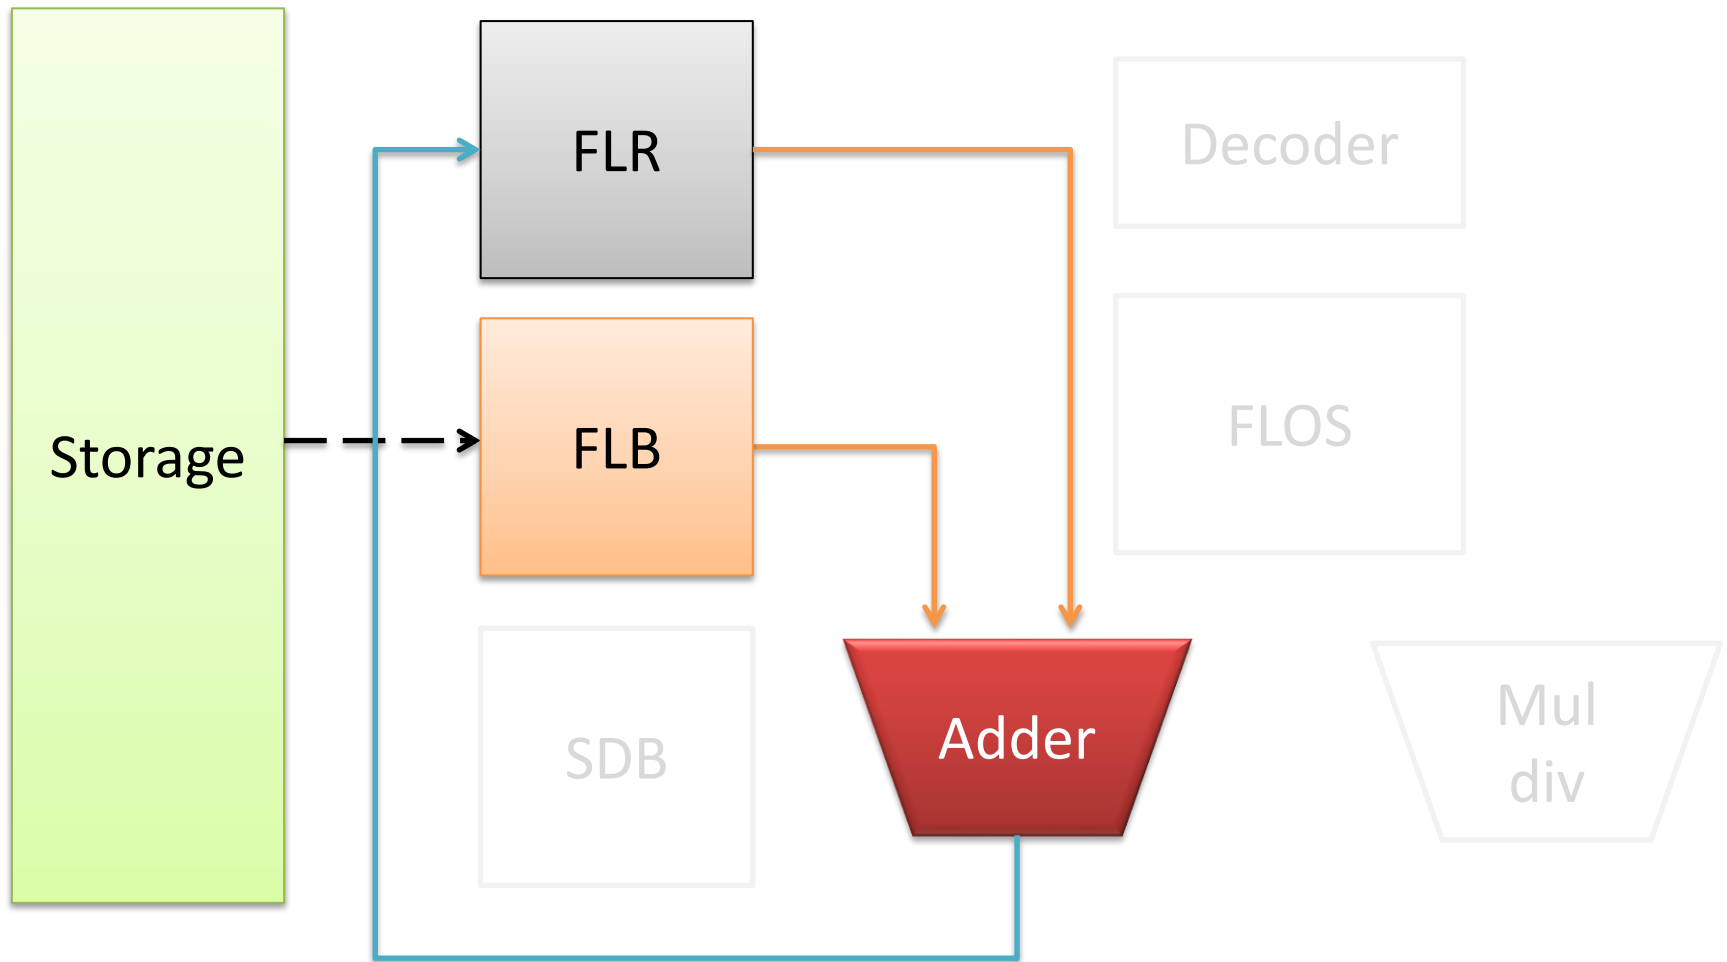 FLR
Decoder
FLB
FLOS
Storage
SDB
Adder
Mul
div